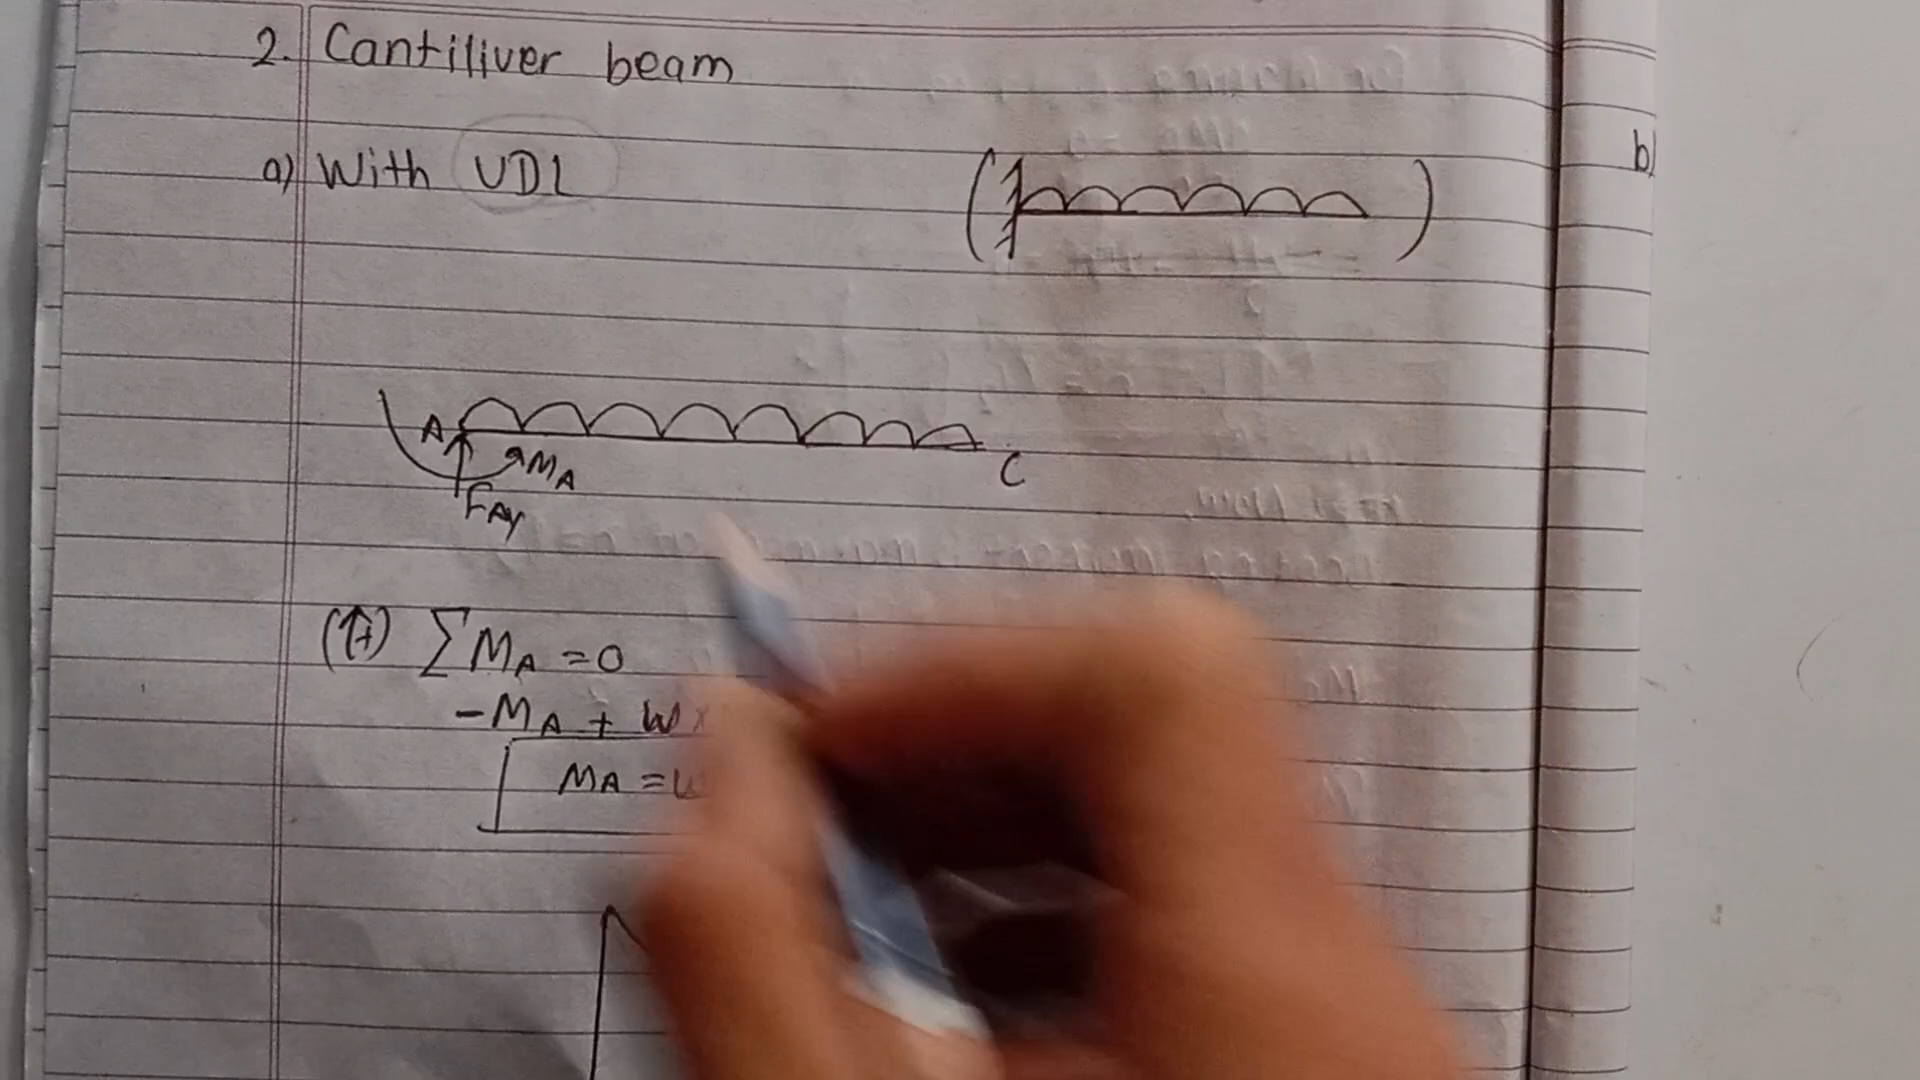 2. Cantiliver beam
a) With UDL
b)
A
MA
C
FAy
(+) ΣMA = 0
-MA + W x
MA = W